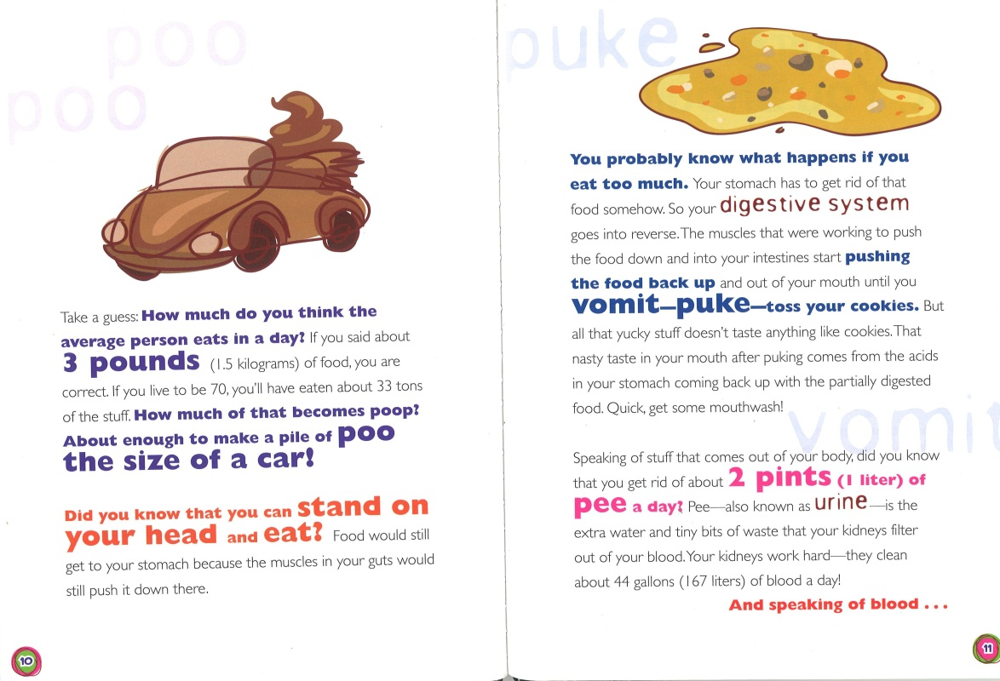 poo
poo
Take a guess: How much do you think the
average person eats in a day? If you said about
3 pounds (1.5 kilograms) of food, you are
correct. If you live to be 70, you'll have eaten about 33 tons
of the stuff. How much of that becomes poop?
About enough to make a pile of poo
the size of a car!
Did you know that you can stand on
your head and eat? Food would still
get to your stomach because the muscles in your guts would
still push it down there.
10
puke
You probably know what happens if you
eat too much. Your stomach has to get rid of that
food somehow. So your digestive system
goes into reverse. The muscles that were working to push
the food down and into your intestines start pushing
the food back up and out of your mouth until you
vomit—puke—toss your cookies. But
all that yucky stuff doesn't taste anything like cookies. That
nasty taste in your mouth after puking comes from the acids
in your stomach coming back up with the partially digested
food. Quick, get some mouthwash!
vomit
Speaking of stuff that comes out of your body, did you know
that you get rid of about 2 pints (1 liter) of
pee a day? Pee—also known as urine—is the
extra water and tiny bits of waste that your kidneys filter
out of your blood. Your kidneys work hard—they clean
about 44 gallons (167 liters) of blood a day!
And speaking of blood . . .
11